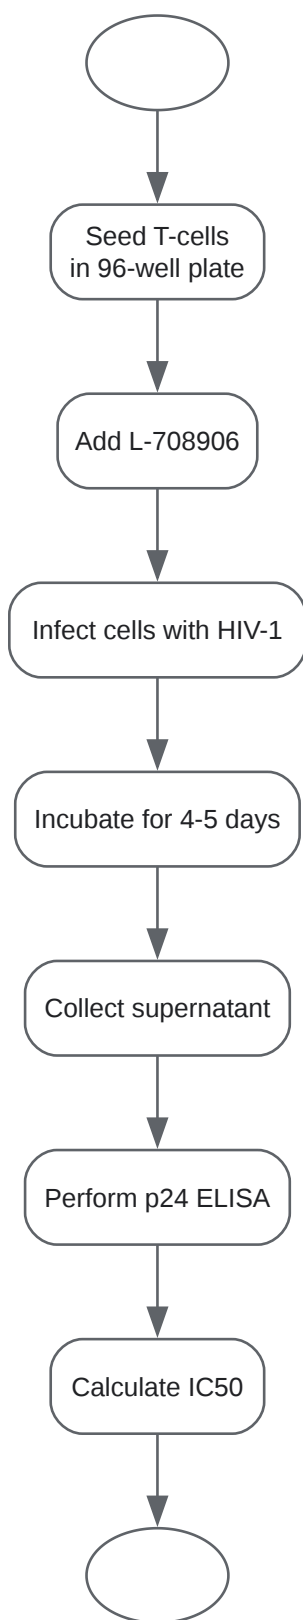 Seed T-cells
in 96-well plate
Add L-708906
Infect cells with HIV-1
Incubate for 4-5 days
Collect supernatant
Perform p24 ELISA
Calculate IC50